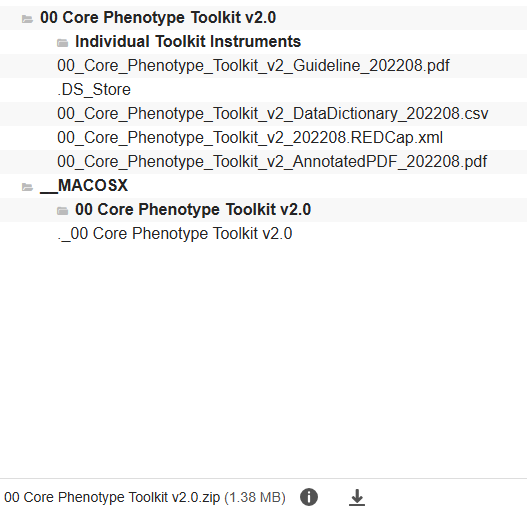 00 Core Phenotype Toolkit v2.0
Individual Toolkit Instruments
00_Core_Phenotype_Toolkit_v2_Guideline_202208.pdf
.DS_Store
00_Core_Phenotype_Toolkit_v2_DataDictionary_202208.csv
00_Core_Phenotype_Toolkit_v2_202208.REDCap.xml
00_Core_Phenotype_Toolkit_v2_AnnotatedPDF_202208.pdf
__MACOSX
00 Core Phenotype Toolkit v2.0
._00 Core Phenotype Toolkit v2.0
00 Core Phenotype Toolkit v2.0.zip (1.38 MB)